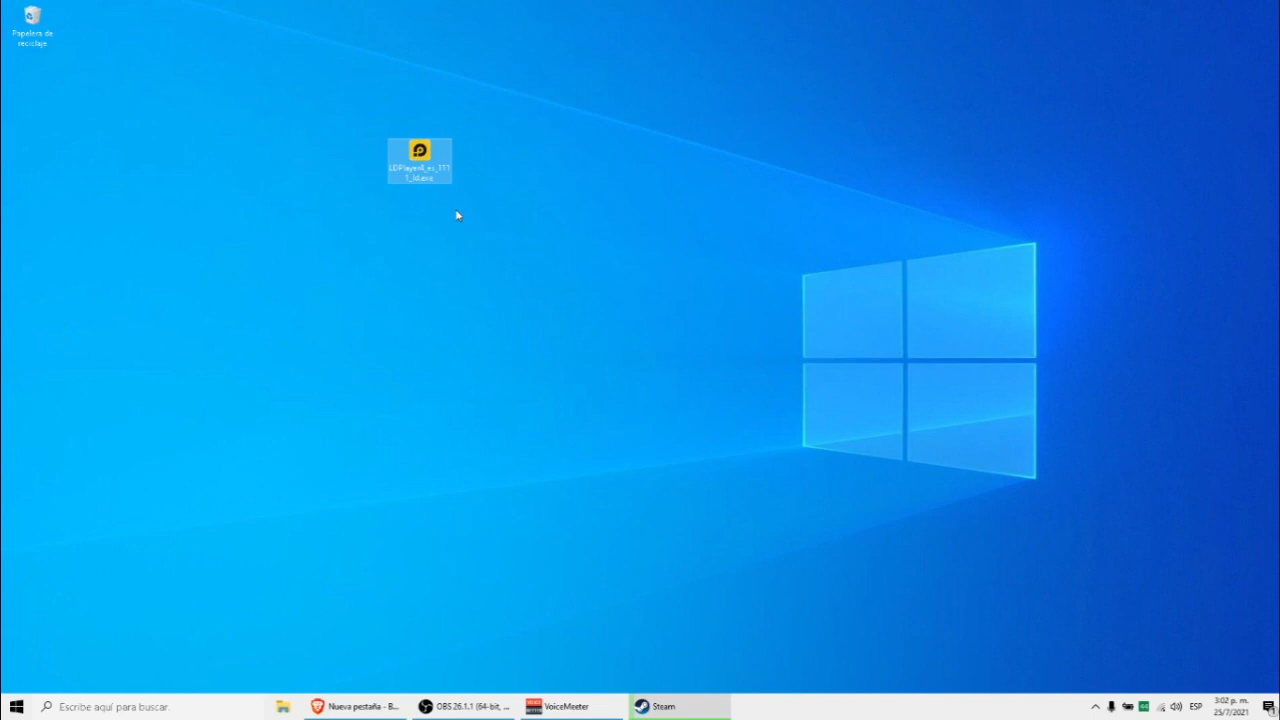 Papelera de
reciclaje
LDPlayer4_es_111
1_ld.exe
Escribe aquí para buscar.
Nueva pestaña - B...
OBS 26.1.1 (64-bit, ...
VoiceMeeter
Steam
ESP
3:02 p. m.
25/7/2021